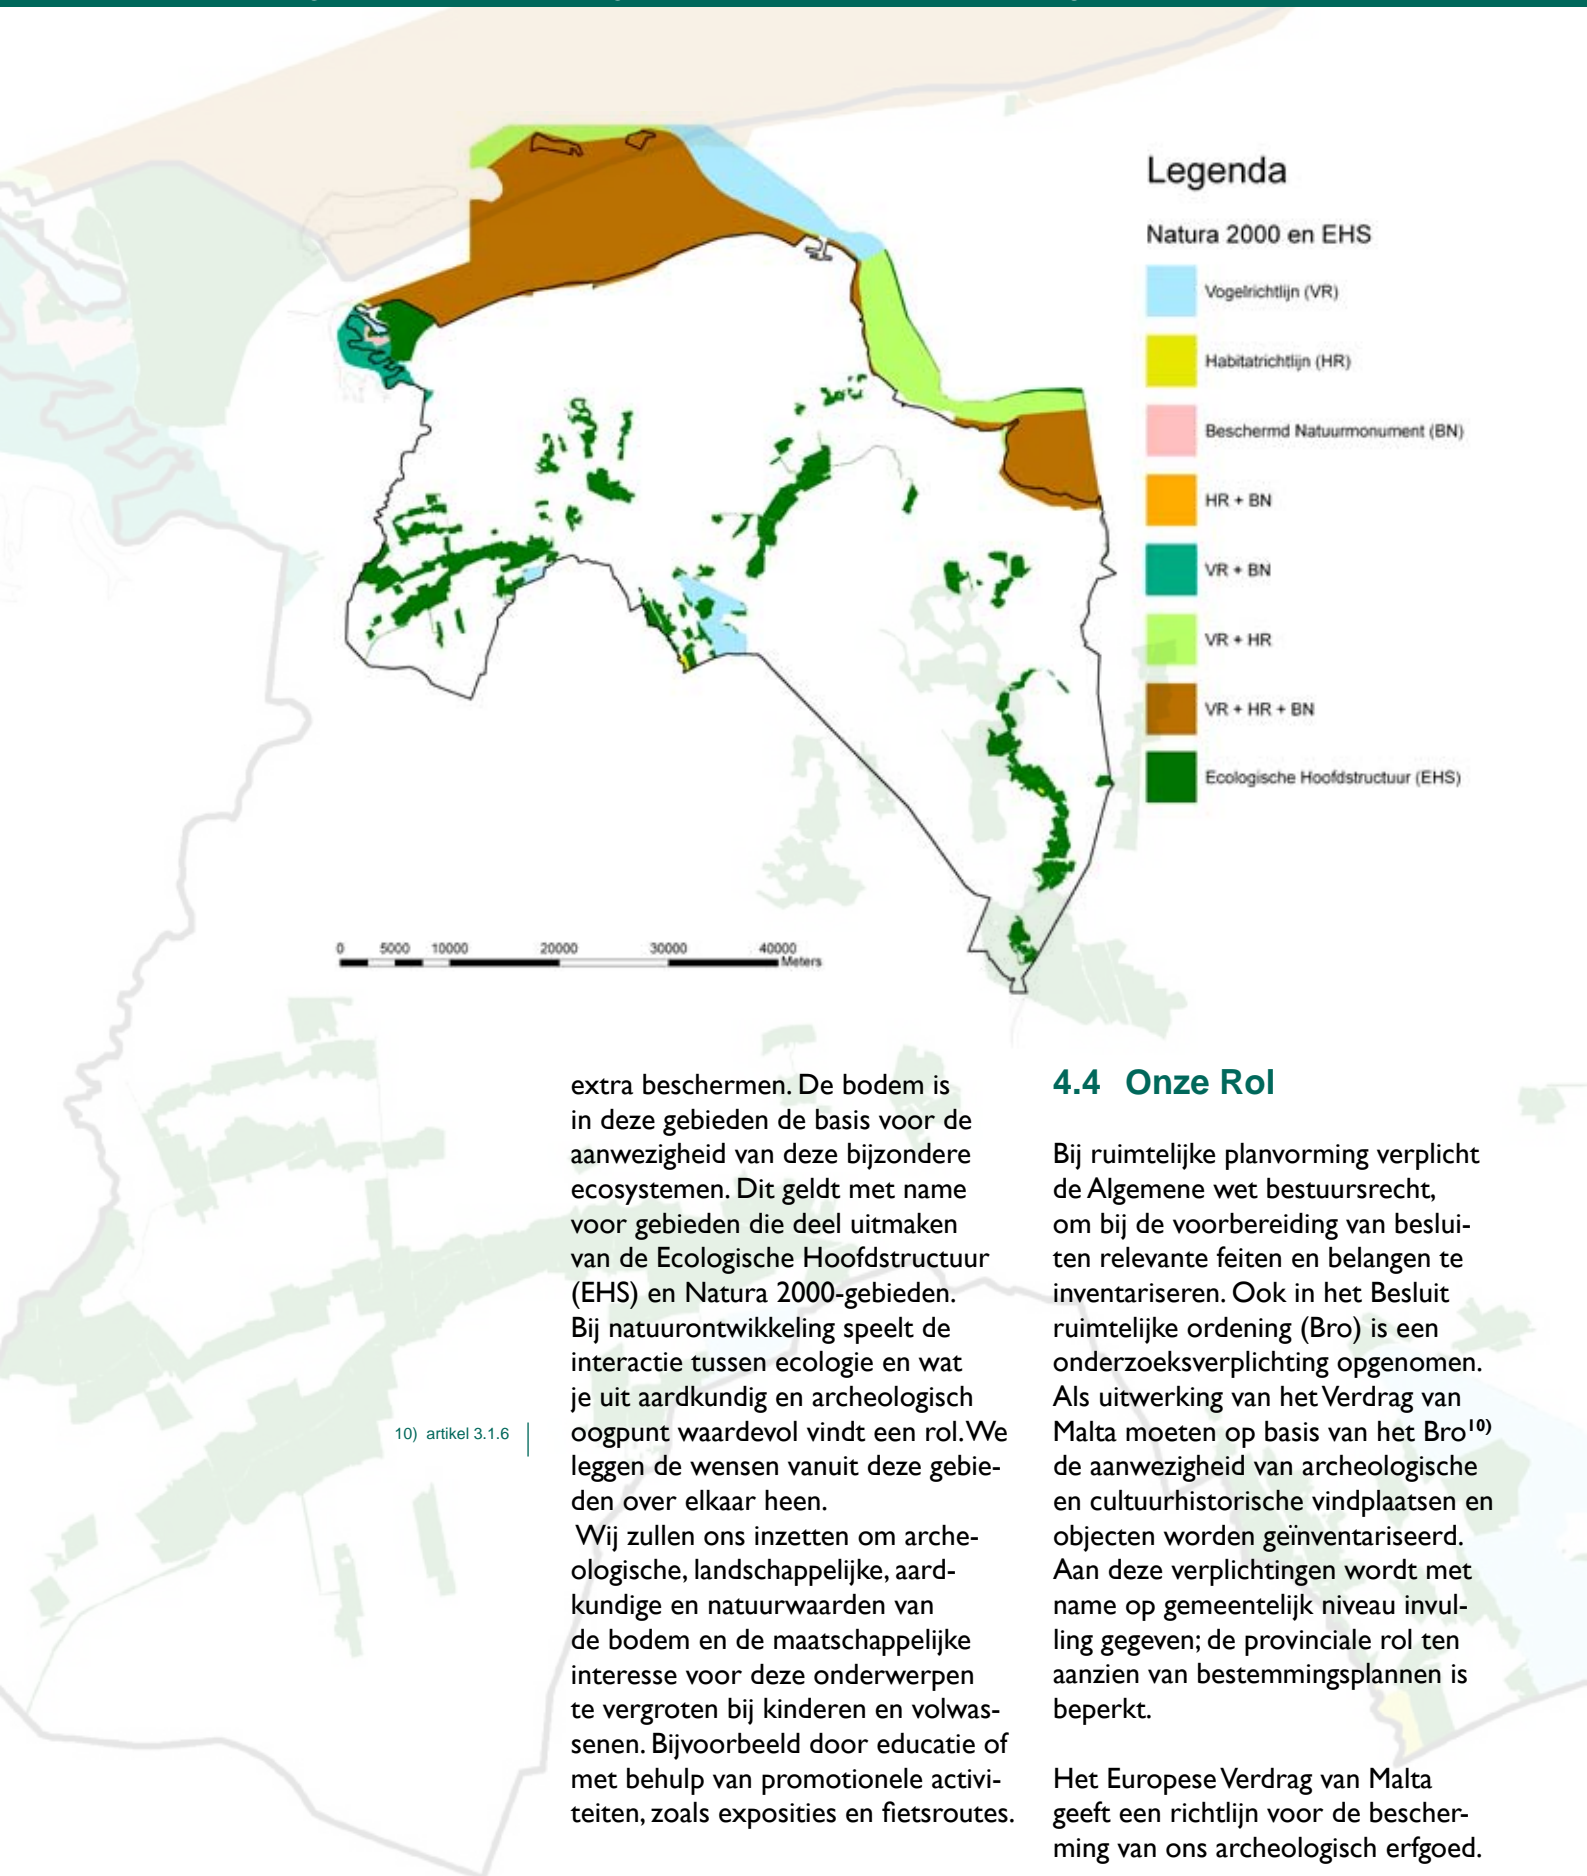 Legenda
Natura 2000 en EHS
Vogelrichtlijn (VR)
Habitatrichtlijn (HR)
Beschermd Natuurmonument (BN)
HR + BN
VR + BN
VR + HR
VR + HR + BN
Ecologische Hoofdstructuur (EHS)
0 5000 10000 20000 30000 40000
Meters
extra beschermen. De bodem is
in deze gebieden de basis voor de
aanwezigheid van deze bijzondere
ecosystemen. Dit geldt met name
voor gebieden die deel uitmaken
van de Ecologische Hoofdstructuur
(EHS) en Natura 2000-gebieden.
Bij natuurontwikkeling speelt de
interactie tussen ecologie en wat
je uit aardkundig en archeologisch
oogpunt waardevol vindt een rol. We
leggen de wensen vanuit deze gebie-
den over elkaar heen.
Wij zullen ons inzetten om arche-
ologische, landschappelijke, aard-
kundige en natuurwaarden van
de bodem en de maatschappelijke
interesse voor deze onderwerpen
te vergroten bij kinderen en volwas-
senen. Bijvoorbeeld door educatie of
met behulp van promotionele activi-
teiten, zoals exposities en fietsroutes.
10) artikel 3.1.6
4.4 Onze Rol
Bij ruimtelijke planvorming verplicht
de Algemene wet bestuursrecht,
om bij de voorbereiding van beslui-
ten relevante feiten en belangen te
inventariseren. Ook in het Besluit
ruimtelijke ordening (Bro) is een
onderzoeksverplichting opgenomen.
Als uitwerking van het Verdrag van
Malta moeten op basis van het Bro10)
de aanwezigheid van archeologische
en cultuurhistorische vindplaatsen en
objecten worden geïnventariseerd.
Aan deze verplichtingen wordt met
name op gemeentelijk niveau invul-
ling gegeven; de provinciale rol ten
aanzien van bestemmingsplannen is
beperkt.
Het Europese Verdrag van Malta
geeft een richtlijn voor de bescher-
ming van ons archeologisch erfgoed.